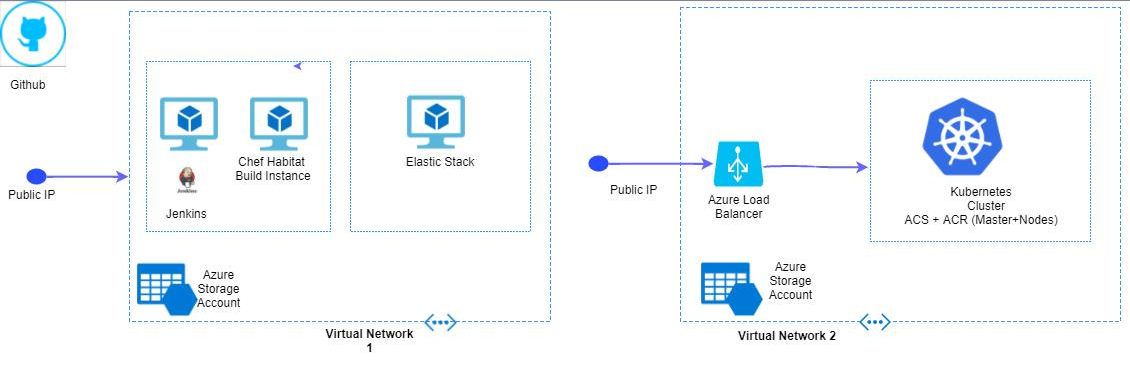 Github
Public IP
Chef Habitat
Build Instance
Jenkins
Jenkins
Elastic Stack
Azure
Storage
Account
Virtual Network
1
Public IP
Azure Load
Balancer
Kubernetes
Cluster
ACS + ACR (Master+Nodes)
Azure
Storage
Account
Virtual Network 2